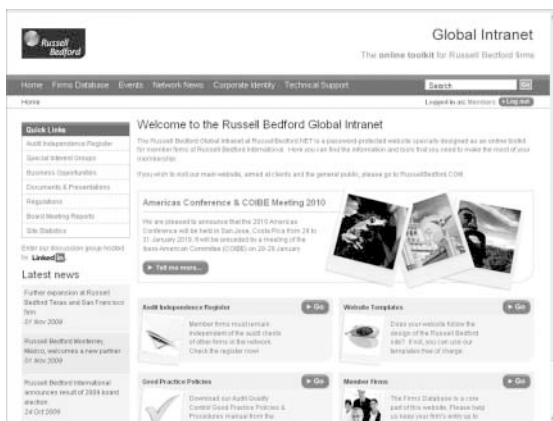 Russell
Bedford
Global Intranet
The online toolkit for Russell Bedford firms
Home Firms Database Events Network News Corporate Identity Technical Support
Search
Go
Home
Logged in as: Members
Log out
Quick Links
Audit Independence Register
Special Interest Groups
Business Opportunities
Documents & Presentations
Regulations
Board Meeting Reports
Site Statistics
Enter our discussion group hosted
by LinkedIn
Latest news
Further expansion at Russell
Bedford Texas and San Francisco
firm
01 Nov 2009
Russell Bedford Monterrey,
México, welcomes a new partner
01 Nov 2009
Russell Bedford International
announces result of 2009 board
election
24 Oct 2009
Welcome to the Russell Bedford Global Intranet
The Russell Bedford Global Intranet at RussellBedford.NET is a password-protected website specially designed as an online toolkit
for member firms of Russell Bedford International. Here you can find the information and tools that you need to make the most of your
membership.
If you wish to visit our main website, aimed at clients and the general public, please go to RussellBedford.COM.
Americas Conference & COIBE Meeting 2010
We are pleased to announce that the 2010 Americas
Conference will be held in San Jose, Costa Rica from 28 to
31 January 2010. It will be preceded by a meeting of the
Ibero-American Committee (COIBE) on 28-29 January
Tell me more...
Audit Independence Register
Go
Member firms must remain
independent of the audit clients
of other firms in the network.
Check the register now!
Website Templates
Go
Does your website follow the
design of the Russell Bedford
site? If not, you can use our
templates free of charge.
Good Practice Policies
Go
Download our Audit Quality
Control Good Practice Policies &
Procedures manual from the
Member Firms
Go
The Firms Database is a core
part of this website. Please help
us keep your firm's entry up to